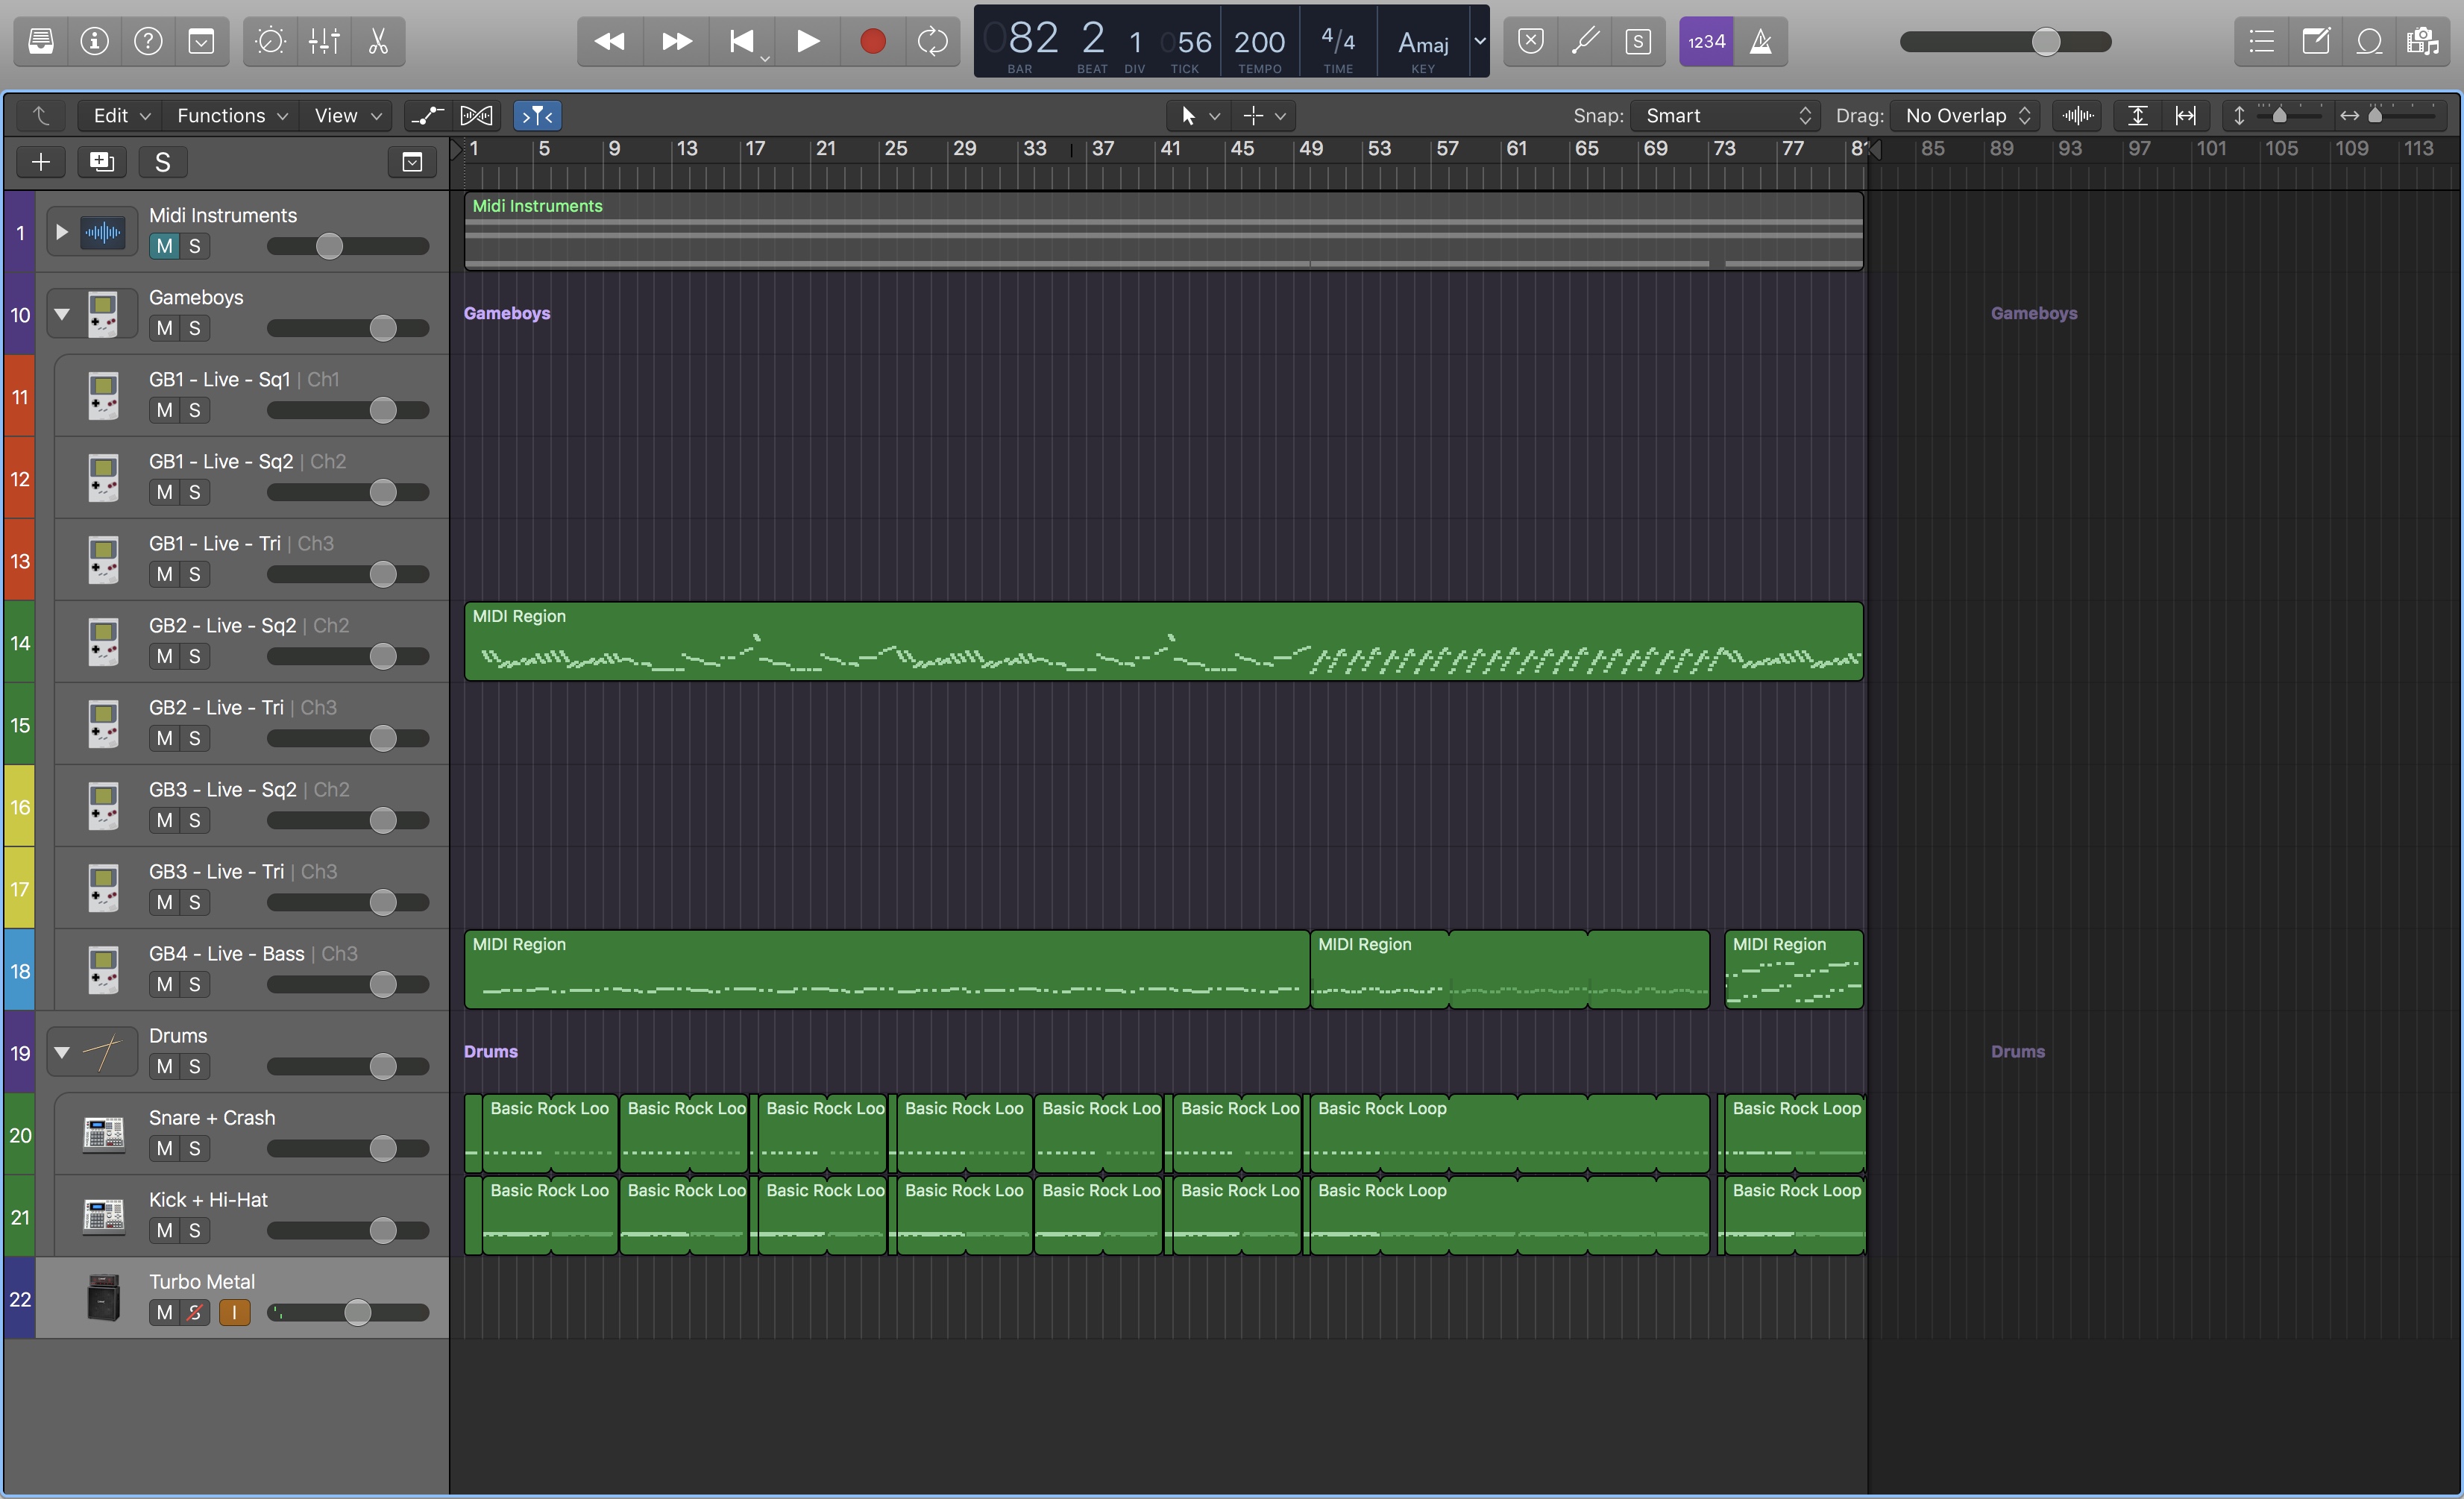 082 2 1 056 200 4/4 Amaj
BAR BEAT DIV TICK TEMPO TIME KEY
S 1234
Edit Functions View Snap: Smart Drag: No Overlap
S
1 5 9 13 17 21 25 29 33 37 41 45 49 53 57 61 65 69 73 77 81 85 89 93 97 101 105 109 113
1 Midi Instruments
M S
Midi Instruments
10 Gameboys
M S
Gameboys Gameboys
11 GB1 - Live - Sq1 | Ch1
M S
12 GB1 - Live - Sq2 | Ch2
M S
13 GB1 - Live - Tri | Ch3
M S
14 GB2 - Live - Sq2 | Ch2
M S
MIDI Region
15 GB2 - Live - Tri | Ch3
M S
16 GB3 - Live - Sq2 | Ch2
M S
17 GB3 - Live - Tri | Ch3
M S
18 GB4 - Live - Bass | Ch3
M S
MIDI Region MIDI Region MIDI Region
19 Drums
M S
Drums Drums
20 Snare + Crash
M S
Basic Rock Loo Basic Rock Loo Basic Rock Loo Basic Rock Loo Basic Rock Loo Basic Rock Loo Basic Rock Loop Basic Rock Loop
21 Kick + Hi-Hat
M S
Basic Rock Loo Basic Rock Loo Basic Rock Loo Basic Rock Loo Basic Rock Loo Basic Rock Loo Basic Rock Loop Basic Rock Loop
22 Turbo Metal
M S I